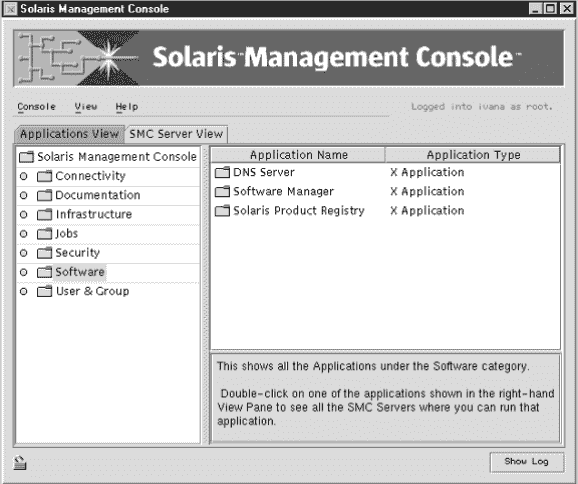 Solaris Management Console
Solaris™Management Console™
Console View Help
Logged into ivana as root.
Applications View SMC Server View
Solaris Management Console
Connectivity
Documentation
Infrastructure
Jobs
Security
Software
User & Group
Application Name Application Type
DNS Server X Application
Software Manager X Application
Solaris Product Registry X Application
This shows all the Applications under the Software category.
Double-click on one of the applications shown in the right-hand
View Pane to see all the SMC Servers where you can run that
application.
Show Log